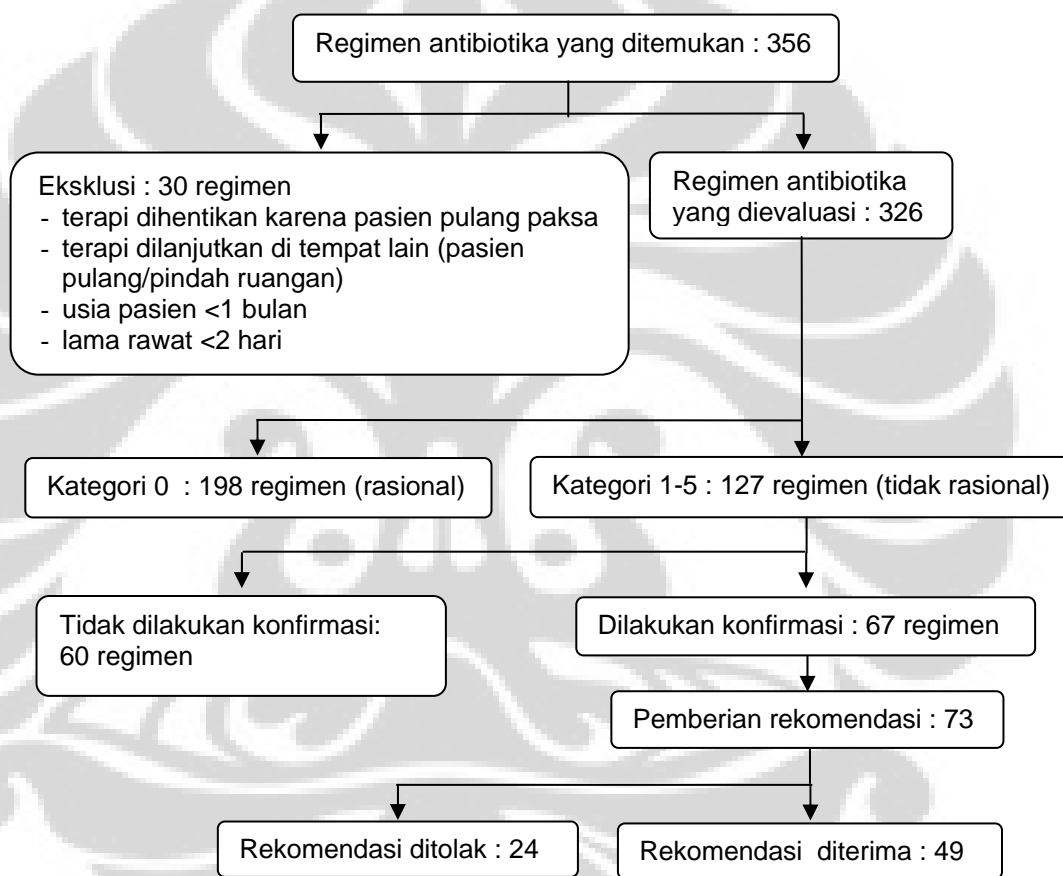 Regimen antibiotika yang ditemukan : 356
Eksklusi : 30 regimen
- terapi dihentikan karena pasien pulang paksa
- terapi dilanjutkan di tempat lain (pasien
pulang/pindah ruangan)
- usia pasien <1 bulan
- lama rawat <2 hari
Regimen antibiotika
yang dievaluasi : 326
Kategori 0 : 198 regimen (rasional)
Kategori 1-5 : 127 regimen (tidak rasional)
Tidak dilakukan konfirmasi:
60 regimen
Dilakukan konfirmasi : 67 regimen
Pemberian rekomendasi : 73
Rekomendasi ditolak : 24
Rekomendasi diterima : 49